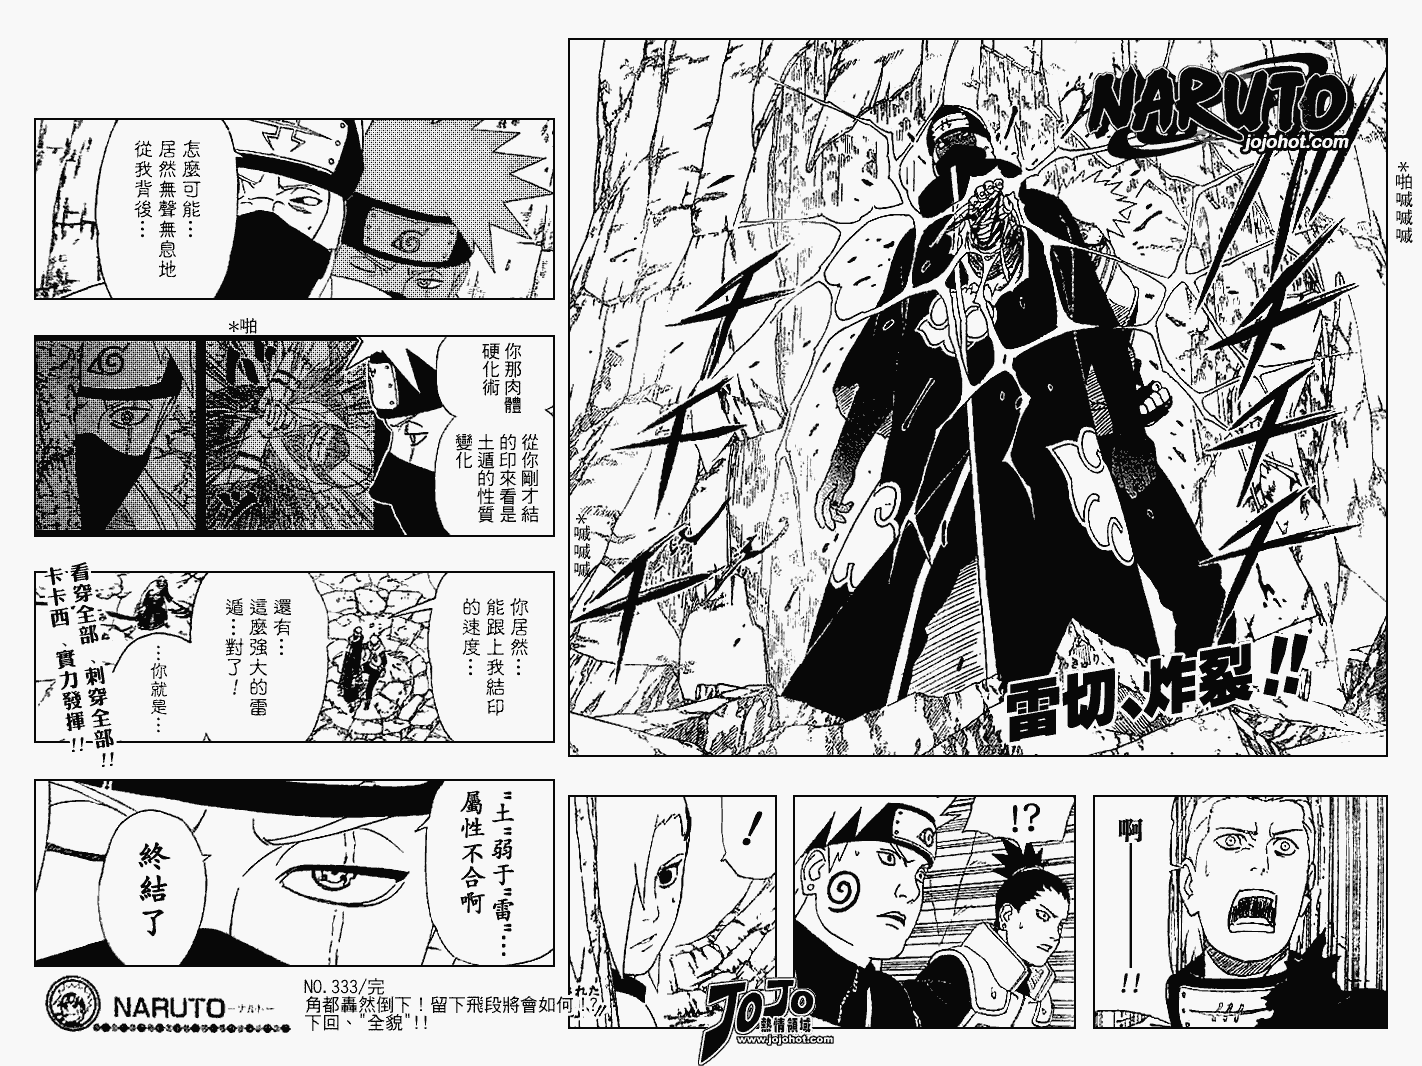 NARUTO
jojohot.com
*啪
喊
喊
喊
*喊
喊
喊
雷切、炸裂!!
啊——!!
!?
!
怎麼可能…
居然無聲無息地
從我背後…
*啪
你那肉體
硬化術
從你剛才結
的印來看是
土遁的性質
變化
你居然…
能跟上我結印
的速度…
還有…
這麼強大的雷
遁…對了!
…你就是…
看穿全部、刺穿全部!!
卡卡西、實力發揮!!
"土"弱于"雷"…
屬性不合啊
終結了
NARUTO —ナルト—
NO.333/完
角都轟然倒下!留下飛段將會如何!?
下回、"全貌"!!
された
JOJO
熱情領域
www.jojohot.com